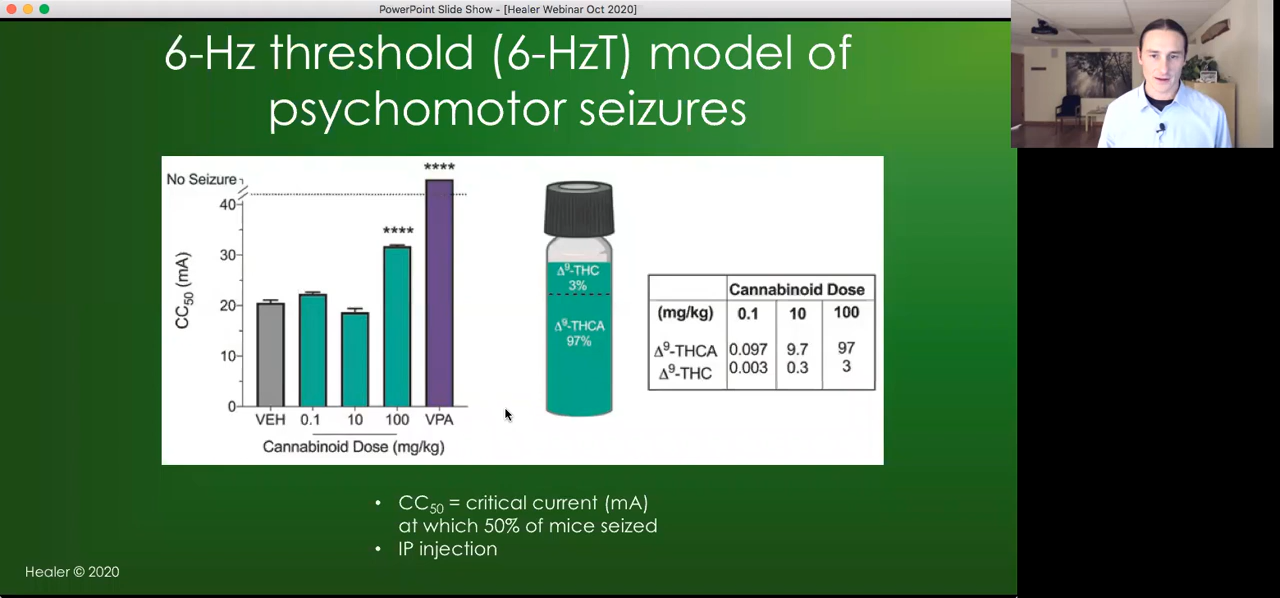 PowerPoint Slide Show - [Healer Webinar Oct 2020]
6-Hz threshold (6-HzT) model of
psychomotor seizures
No Seizure
40
30
20
10
0
CC50 (mA)
****
****
VEH 0.1 10 100 VPA
Cannabinoid Dose (mg/kg)
Δ9-THC
3%
Δ9-THCA
97%
Cannabinoid Dose
(mg/kg) 0.1 10 100
Δ9-THCA 0.097 9.7 97
Δ9-THC 0.003 0.3 3
• CC50 = critical current (mA)
at which 50% of mice seized
• IP injection
Healer © 2020